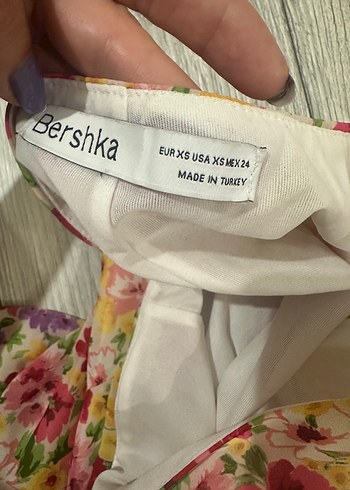 Bershka
EUR XS USA XS MEX 24
MADE IN TURKEY